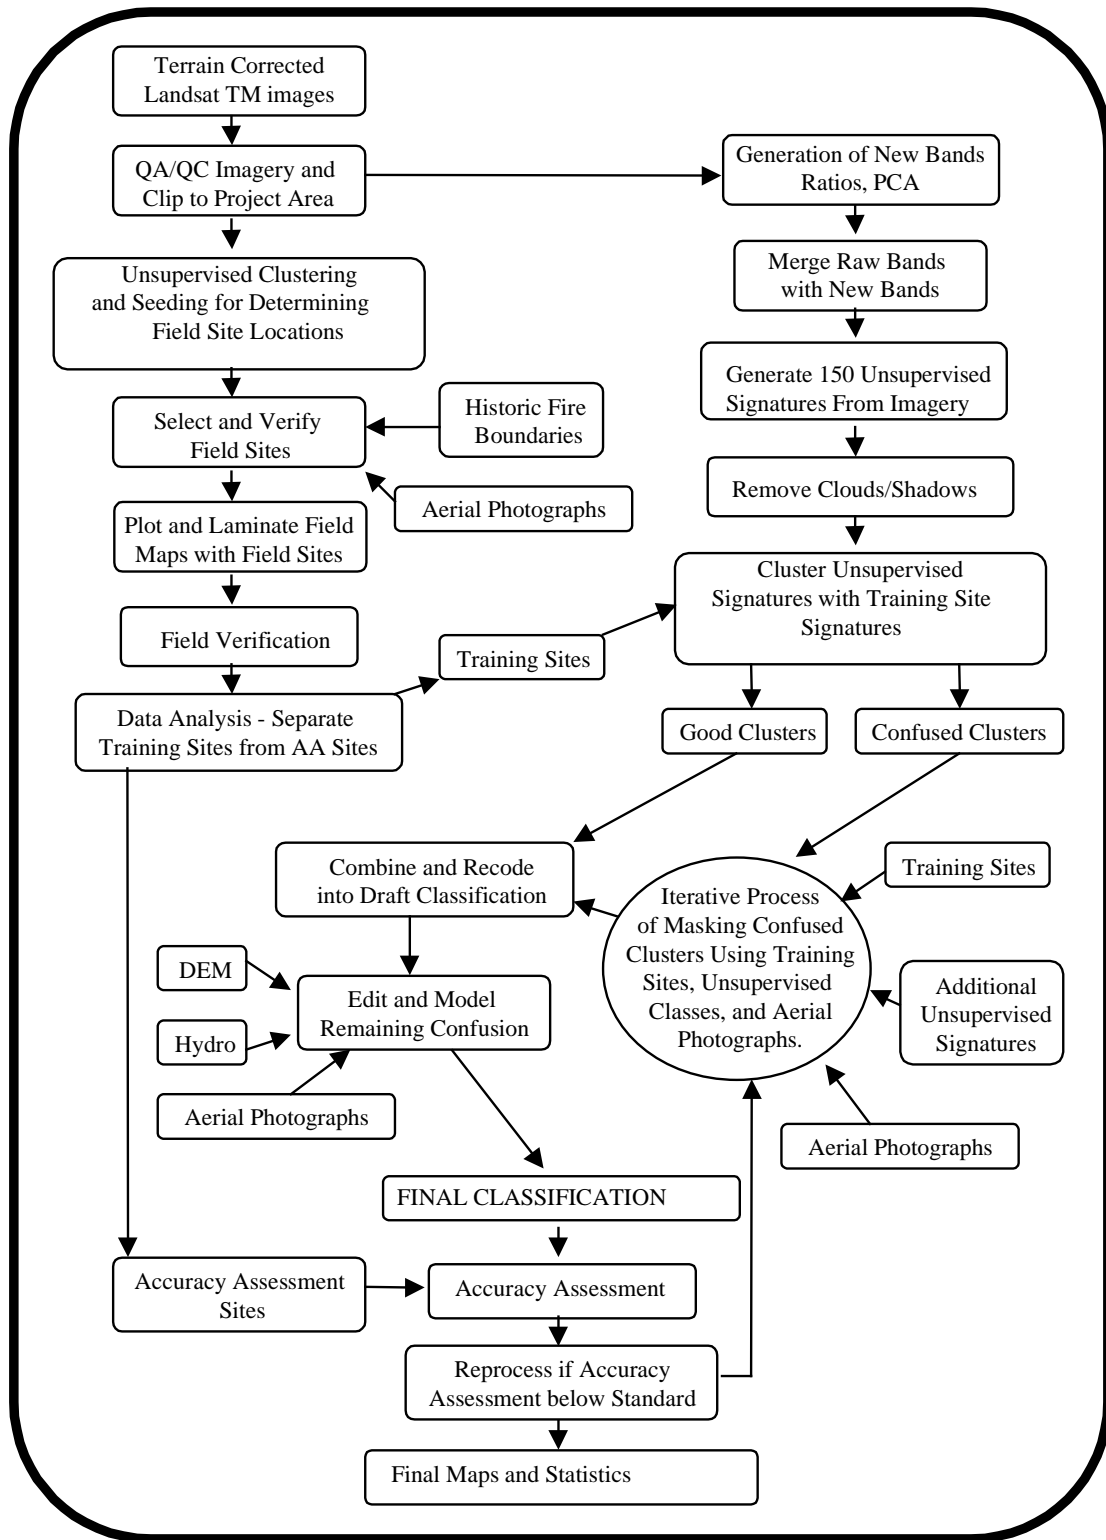 Terrain Corrected
Landsat TM images
QA/QC Imagery and
Clip to Project Area
Generation of New Bands
Ratios, PCA
Unsupervised Clustering
and Seeding for Determining
Field Site Locations
Merge Raw Bands
with New Bands
Generate 150 Unsupervised
Signatures From Imagery
Select and Verify
Field Sites
Historic Fire
Boundaries
Aerial Photographs
Remove Clouds/Shadows
Plot and Laminate Field
Maps with Field Sites
Cluster Unsupervised
Signatures with Training Site
Signatures
Field Verification
Training Sites
Data Analysis - Separate
Training Sites from AA Sites
Good Clusters
Confused Clusters
Combine and Recode
into Draft Classification
Iterative Process
of Masking Confused
Clusters Using Training
Sites, Unsupervised
Classes, and Aerial
Photographs.
Training Sites
DEM
Edit and Model
Remaining Confusion
Additional
Unsupervised
Signatures
Hydro
Aerial Photographs
Aerial Photographs
FINAL CLASSIFICATION
Accuracy Assessment
Sites
Accuracy Assessment
Reprocess if Accuracy
Assessment below Standard
Final Maps and Statistics